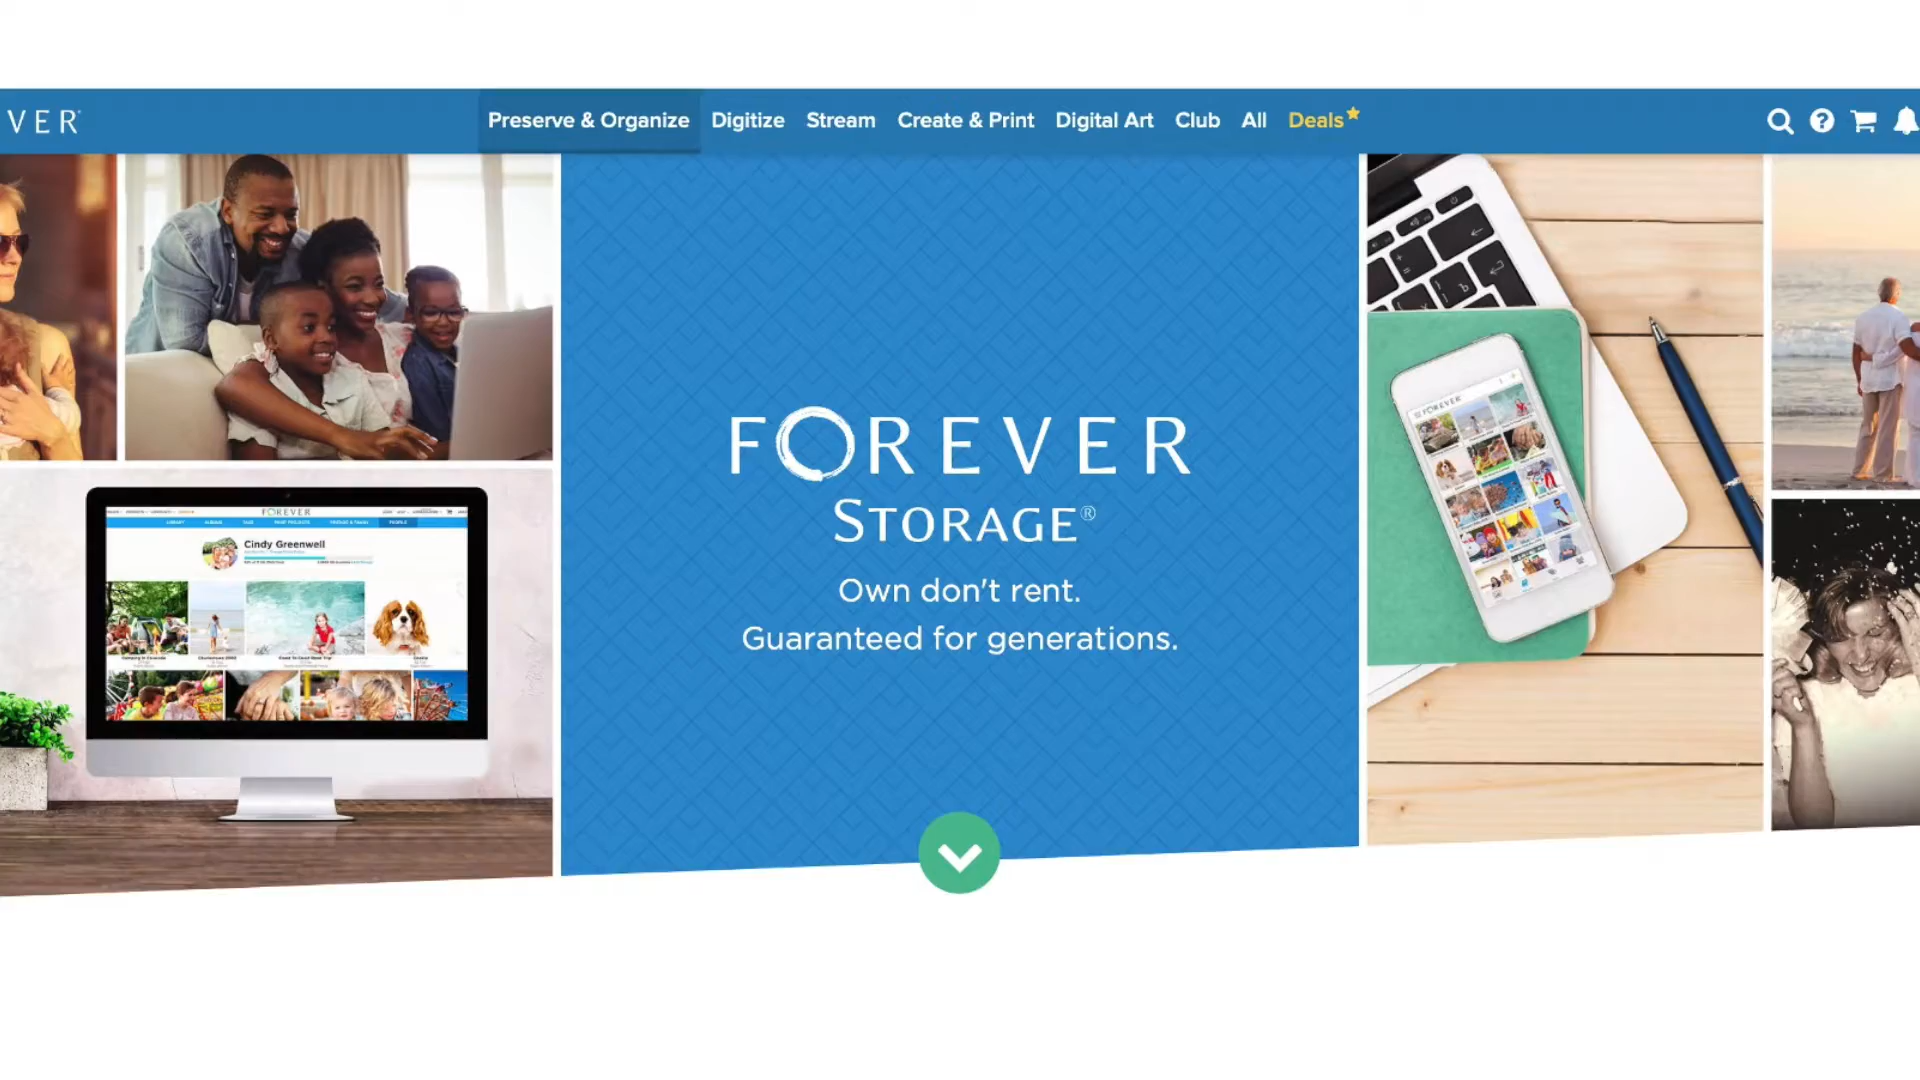 VER
Preserve & Organize Digitize Stream Create & Print Digital Art Club All Deals
FOREVER
STORAGE®
Own don't rent.
Guaranteed for generations.
FOREVER
Cindy Greenwell
FOREVER